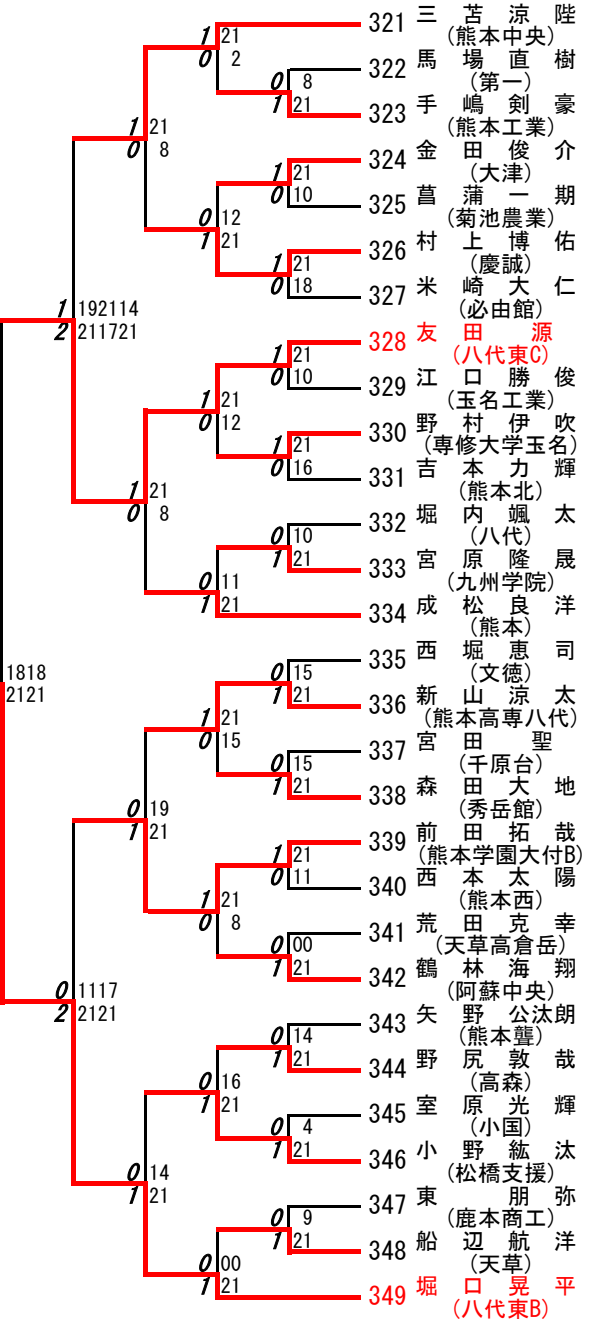 1 21
0 2
321 三苫涼陛
(熊本中央)
0 8
1 21
322 馬場直樹
(第一)
323 手嶋剣豪
(熊本工業)
1 21
0 8
1 21
0 10
324 金田俊介
(大津)
325 菖蒲一期
(菊池農業)
0 12
1 21
1 21
0 18
326 村上博佑
(慶誠)
327 米崎大仁
(必由館)
1 192114
2 211721
1 21
0 10
328 友田源
(八代東C)
329 江口勝俊
(玉名工業)
1 21
0 12
1 21
0 16
330 野村伊吹
(専修大学玉名)
331 吉本力輝
(熊本北)
1 21
0 8
0 10
1 21
332 堀内颯太
(八代)
333 宮原隆晟
(九州学院)
0 11
1 21
334 成松良洋
(熊本)
1818
2121
0 15
1 21
335 西堀恵司
(文徳)
336 新山涼太
(熊本高専八代)
1 21
0 15
0 15
1 21
337 宮田聖
(千原台)
338 森田大地
(秀岳館)
0 19
1 21
1 21
0 11
339 前田拓哉
(熊本学園大付B)
340 西本太陽
(熊本西)
1 21
0 8
0 00
1 21
341 荒田克幸
(天草高倉岳)
342 鶴林海翔
(阿蘇中央)
0 1117
2 2121
0 14
1 21
343 矢野公汰朗
(熊本聾)
344 野尻敦哉
(高森)
0 16
1 21
0 4
1 21
345 室原光輝
(小国)
346 小野紘汰
(松橋支援)
0 14
1 21
0 9
1 21
347 東朋弥
(鹿本商工)
348 船辺航洋
(天草)
0 00
1 21
349 堀口晃平
(八代東B)